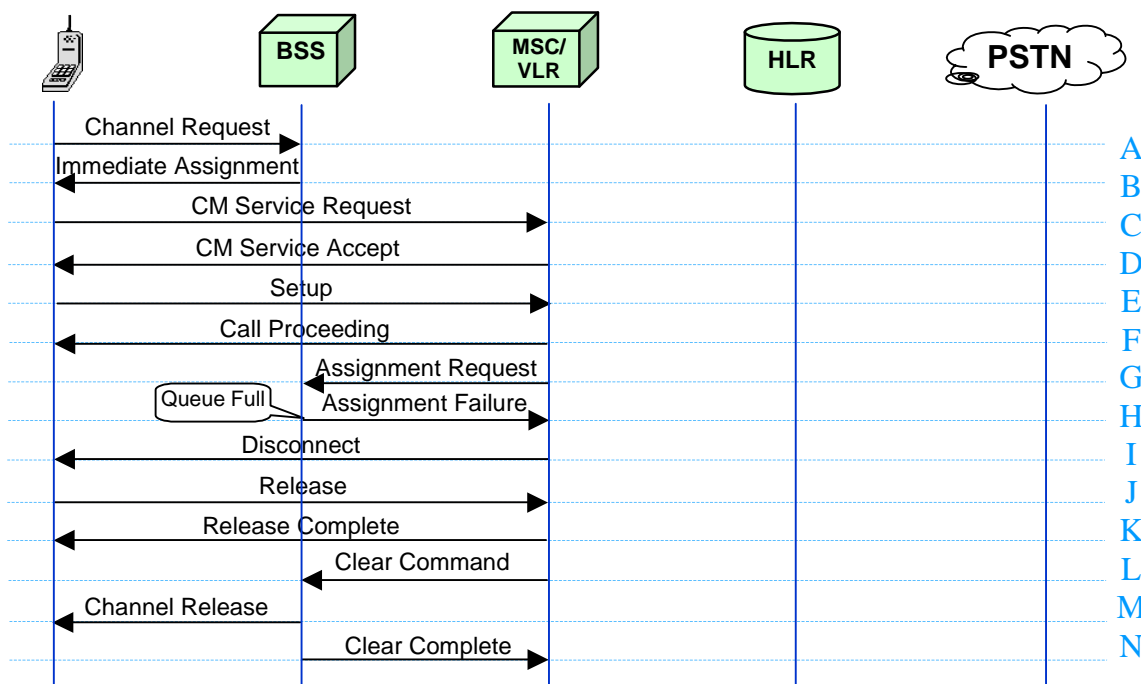 BSS
MSC/
VLR
HLR
PSTN
Channel Request
A
Immediate Assignment
B
CM Service Request
C
CM Service Accept
D
Setup
E
Call Proceeding
F
Assignment Request
G
Queue Full
Assignment Failure
H
Disconnect
I
Release
J
Release Complete
K
Clear Command
L
Channel Release
M
Clear Complete
N